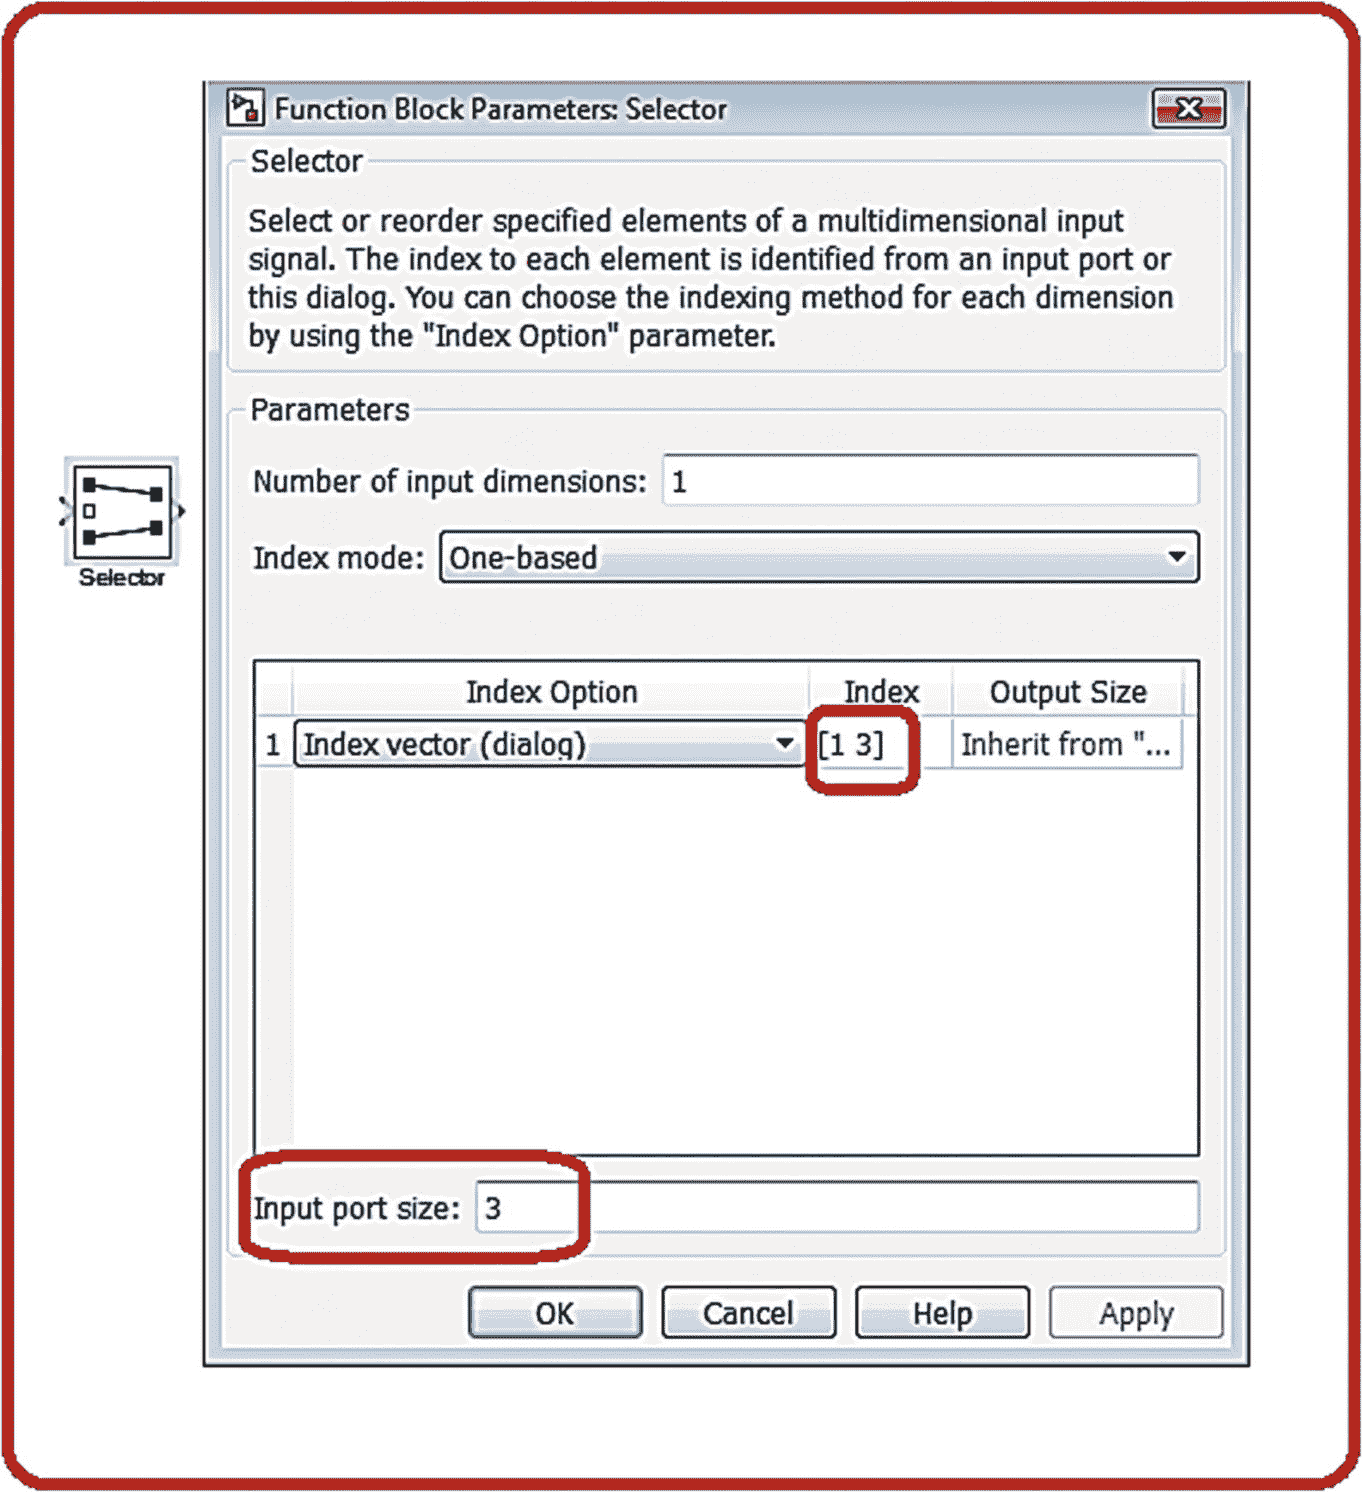 Function Block Parameters: Selector
Selector
Select or reorder specified elements of a multidimensional input
signal. The index to each element is identified from an input port or
this dialog. You can choose the indexing method for each dimension
by using the "Index Option" parameter.
Parameters
Number of input dimensions: 1
Index mode: One-based
Selector
Index Option Index Output Size
1 Index vector (dialog) [1 3] Inherit from "...
Input port size: 3
OK Cancel Help Apply